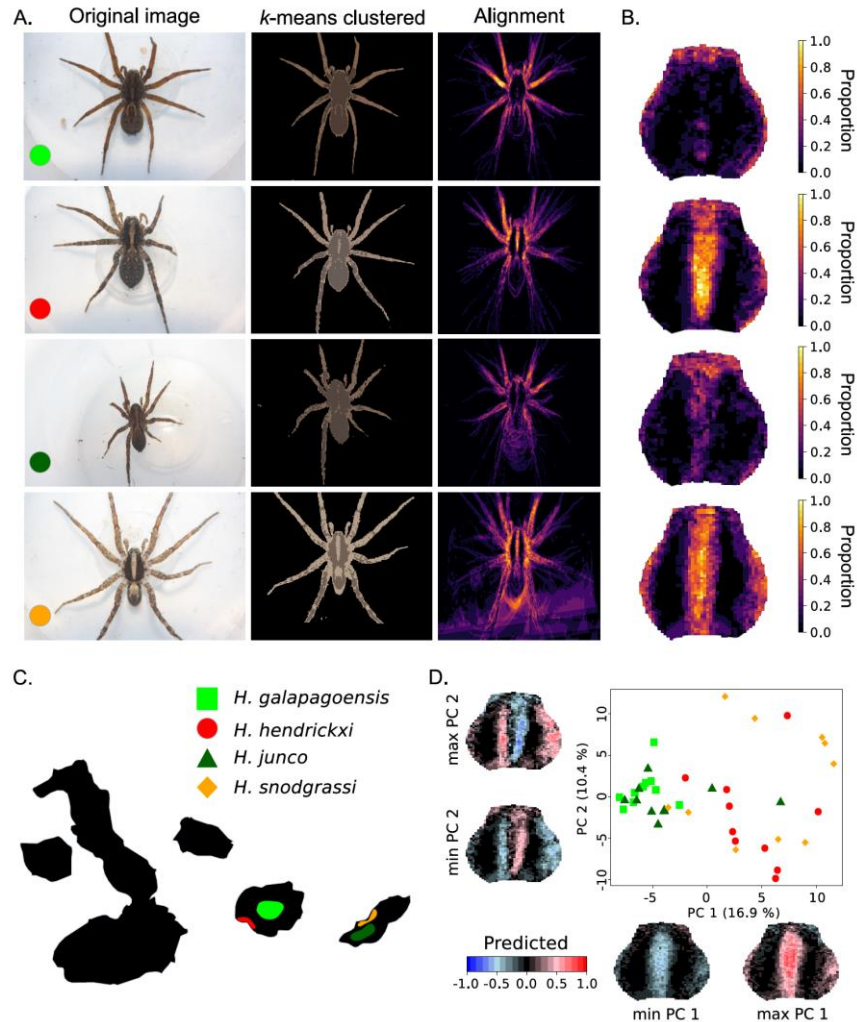 A.
Original image
k-means clustered
Alignment
B.
1.0
0.8
0.6
0.4
0.2
0.0
Proportion
1.0
0.8
0.6
0.4
0.2
0.0
Proportion
1.0
0.8
0.6
0.4
0.2
0.0
Proportion
1.0
0.8
0.6
0.4
0.2
0.0
Proportion
C.
H. galapagoensis
H. hendrickxi
H. junco
H. snodgrassi
D.
max PC 2
min PC 2
PC 2 (10.4 %)
10
5
0
-5
-10
-5
0
5
10
PC 1 (16.9 %)
Predicted
-1.0
-0.5
0.0
0.5
1.0
min PC 1
max PC 1